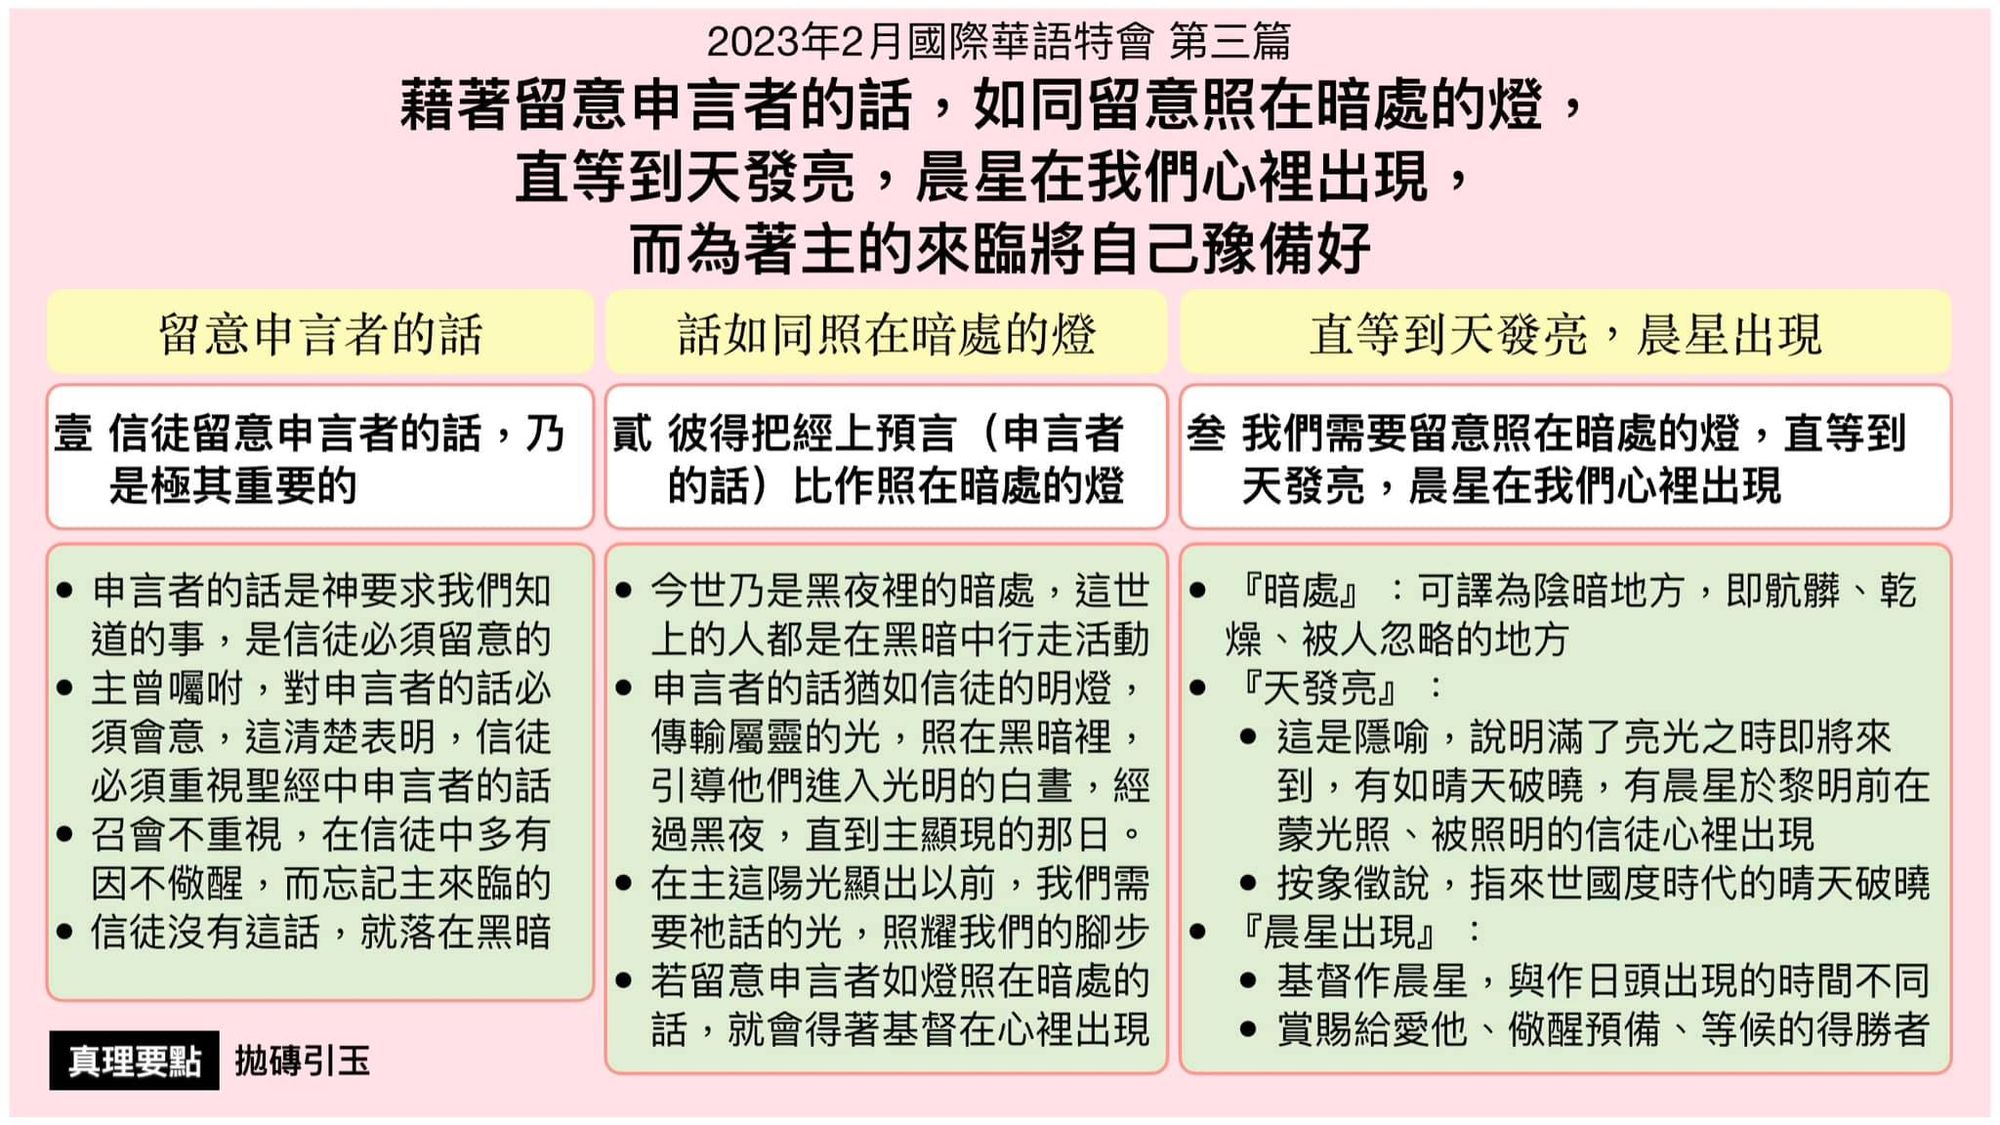 2023年2月國際華語特會 第三篇
藉著留意申言者的話，如同留意照在暗處的燈，
直等到天發亮，晨星在我們心裡出現，
而為著主的來臨將自己豫備好
留意申言者的話
壹 信徒留意申言者的話，乃
是極其重要的
• 申言者的話是神要求我們知
道的事，是信徒必須留意的
• 主曾囑咐，對申言者的話必
須會意，這清楚表明，信徒
必須重視聖經中申言者的話
• 召會不重視，在信徒中多有
因不儆醒，而忘記主來臨的
• 信徒沒有這話，就落在黑暗
話如同照在暗處的燈
貳 彼得把經上預言（申言者
的話）比作照在暗處的燈
• 今世乃是黑夜裡的暗處，這世
上的人都是在黑暗中行走活動
• 申言者的話猶如信徒的明燈，
傳輸屬靈的光，照在黑暗裡，
引導他們進入光明的白晝，經
過黑夜，直到主顯現的那日。
• 在主這陽光顯出以前，我們需
要祂話的光，照耀我們的腳步
• 若留意申言者如燈照在暗處的
話，就會得著基督在心裡出現
直等到天發亮，晨星出現
叁 我們需要留意照在暗處的燈，直等到
天發亮，晨星在我們心裡出現
• 『暗處』：可譯為陰暗地方，即骯髒、乾
燥、被人忽略的地方
• 『天發亮』：
• 這是隱喻，說明滿了亮光之時即將來
到，有如晴天破曉，有晨星於黎明前在
蒙光照、被照明的信徒心裡出現
• 按象徵說，指來世國度時代的晴天破曉
• 『晨星出現』：
• 基督作晨星，與作日頭出現的時間不同
• 賞賜給愛他、儆醒預備、等候的得勝者
真理要點 拋磚引玉